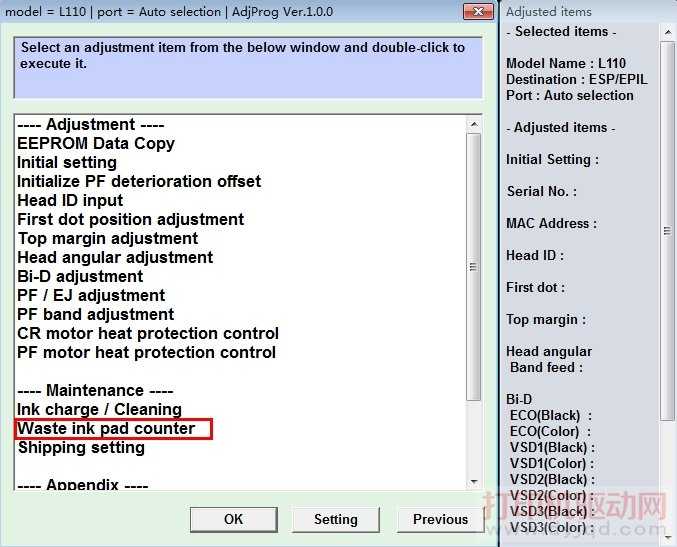 model = L110 | port = Auto selection | AdjProg Ver.1.0.0
Select an adjustment item from the below window and double-click to
execute it.
---- Adjustment ----
EEPROM Data Copy
Initial setting
Initialize PF deterioration offset
Head ID input
First dot position adjustment
Top margin adjustment
Head angular adjustment
Bi-D adjustment
PF / EJ adjustment
PF band adjustment
CR motor heat protection control
PF motor heat protection control
---- Maintenance ----
Ink charge / Cleaning
Waste ink pad counter
Shipping setting
---- Appendix ----
OK
Setting
Previous
Adjusted items
- Selected items -
Model Name : L110
Destination : ESP/EPIL
Port : Auto selection
- Adjusted items -
Initial Setting :
Serial No. :
MAC Address :
Head ID :
First dot :
Top margin :
Head angular
Band feed :
Bi-D
ECO(Black) :
ECO(Color) :
VSD1(Black) :
VSD1(Color) :
VSD2(Black) :
VSD2(Color) :
VSD3(Black) :
VSD3(Color) :
打印机驱动网